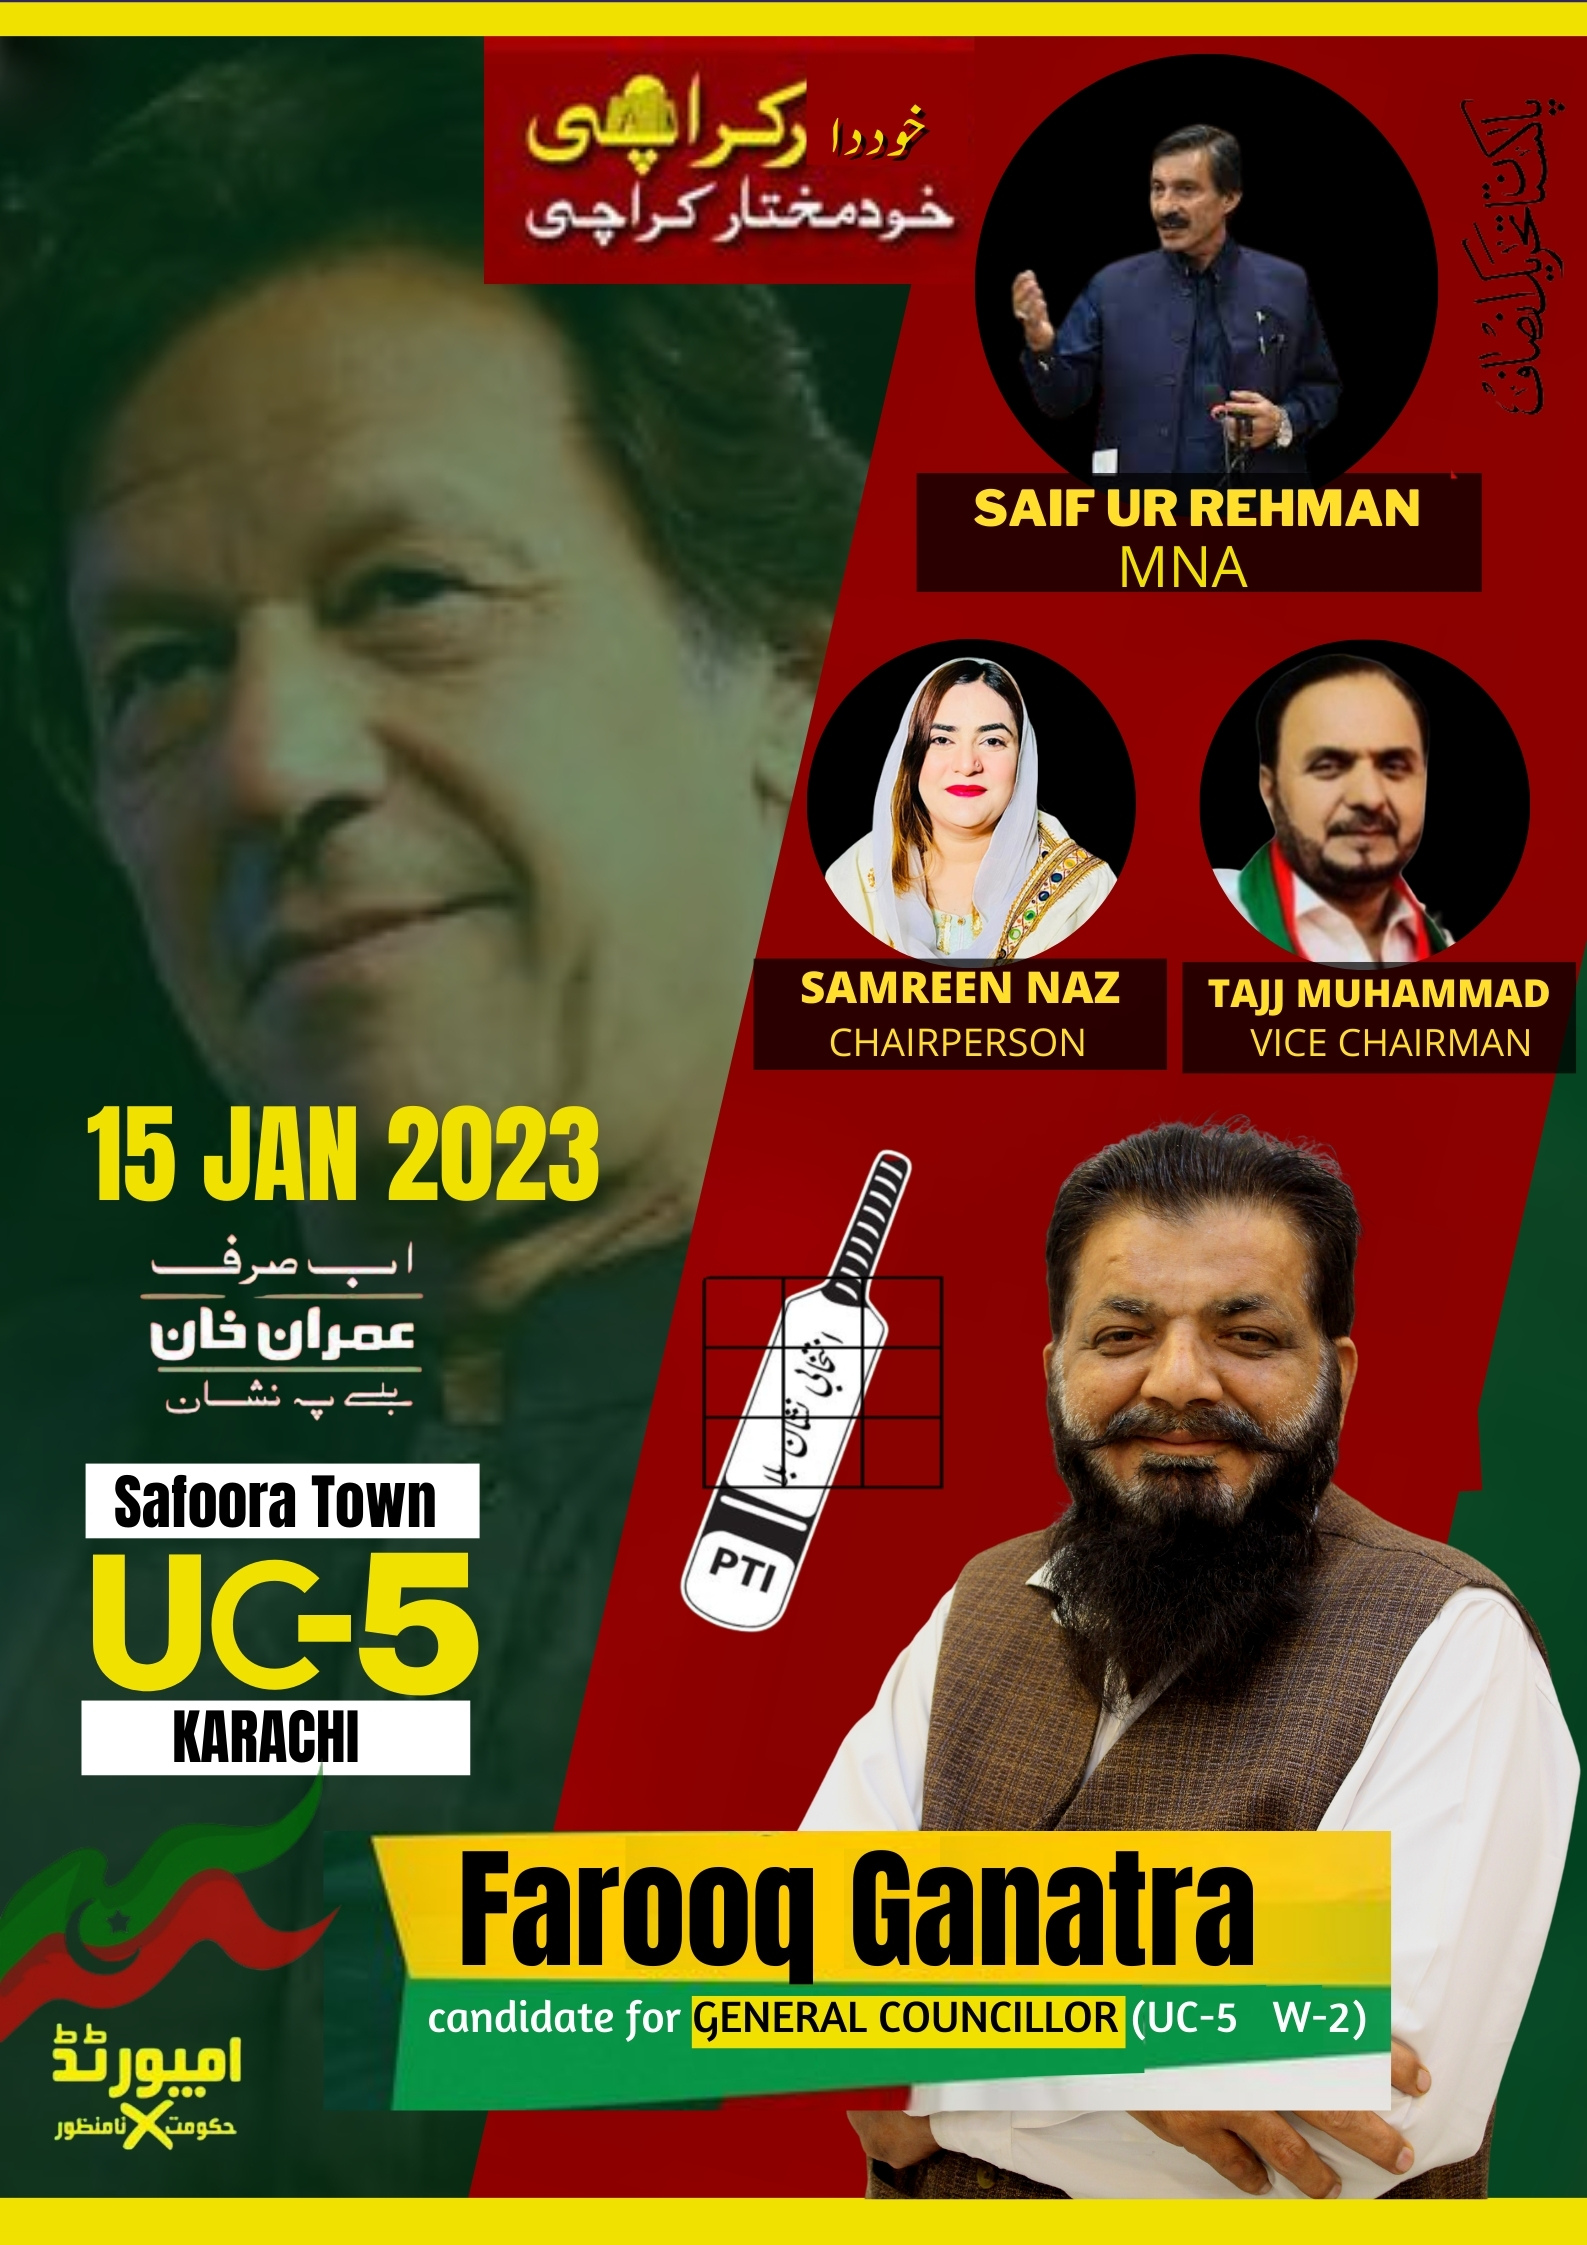 خوددار کراچی
خودمختار کراچی
پاکستان تحریک انصاف
SAIF UR REHMAN
MNA
SAMREEN NAZ
CHAIRPERSON
TAJJ MUHAMMAD
VICE CHAIRMAN
15 JAN 2023
اب صرف
عمران خان
بلے پہ نشان
انتخابی نشان بلا
PTI
Safoora Town
UC-5
KARACHI
Farooq Ganatra
candidate for GENERAL COUNCILLOR (UC-5 W-2)
امپورٹڈ
حکومت نامنظور